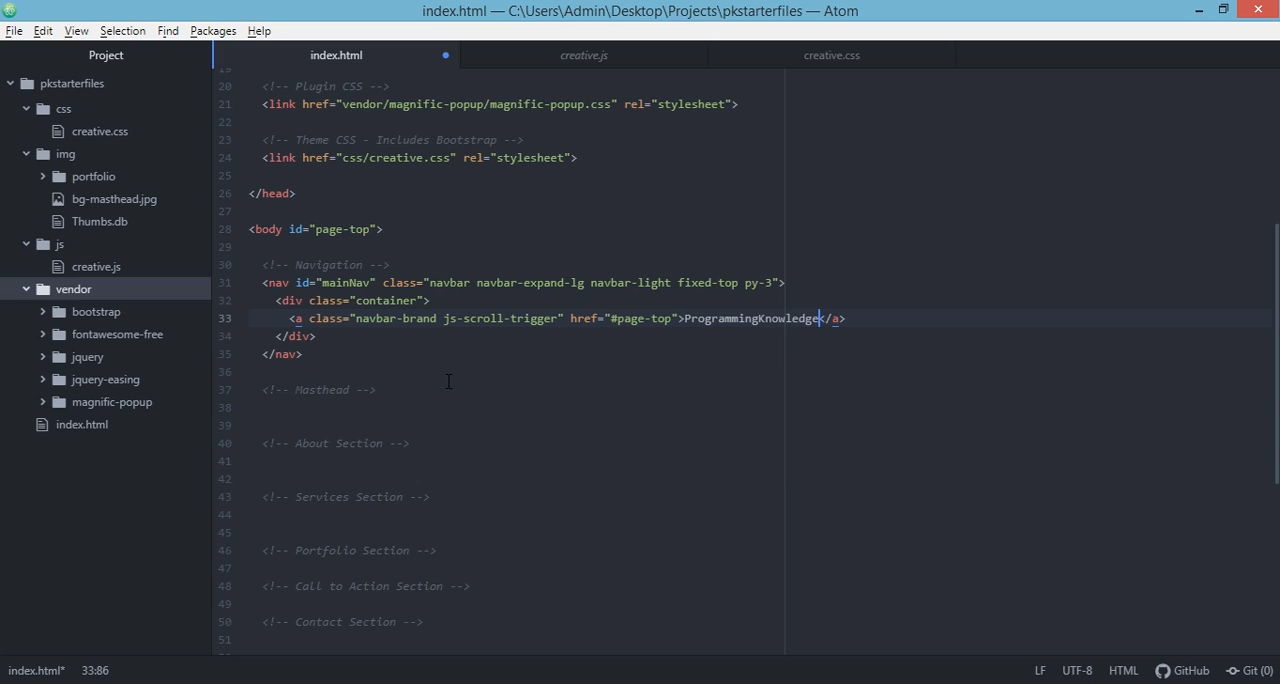 index.html — C:\Users\Admin\Desktop\Projects\pkstarterfiles — Atom
File Edit View Selection Find Packages Help
Project
index.html creative.js creative.css
pkstarterfiles
css
creative.css
img
portfolio
bg-masthead.jpg
Thumbs.db
js
creative.js
vendor
bootstrap
fontawesome-free
jquery
jquery-easing
magnific-popup
index.html
19
20 <!-- Plugin CSS -->
21 <link href="vendor/magnific-popup/magnific-popup.css" rel="stylesheet">
22
23 <!-- Theme CSS - Includes Bootstrap -->
24 <link href="css/creative.css" rel="stylesheet">
25
26 </head>
27
28 <body id="page-top">
29
30 <!-- Navigation -->
31 <nav id="mainNav" class="navbar navbar-expand-lg navbar-light fixed-top py-3">
32 <div class="container">
33 <a class="navbar-brand js-scroll-trigger" href="#page-top">ProgrammingKnowledge</a>
34 </div>
35 </nav>
36
37 <!-- Masthead -->
38
39
40 <!-- About Section -->
41
42
43 <!-- Services Section -->
44
45
46 <!-- Portfolio Section -->
47
48 <!-- Call to Action Section -->
49
50 <!-- Contact Section -->
51
index.html* 33:86 LF UTF-8 HTML GitHub Git (0)